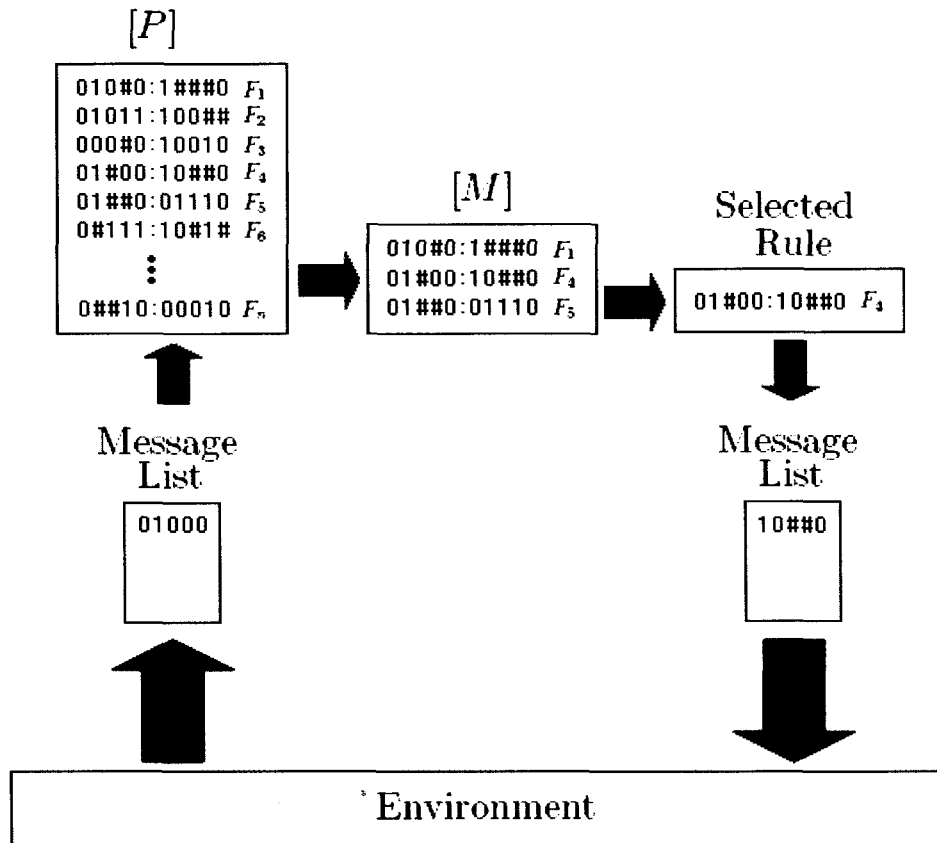 [P]
010#0:1###0 F₁
01011:100## F₂
000#0:10010 F₃
01#00:10##0 F₄
01##0:01110 F₅
0#111:10#1# F₆
0##10:00010 Fₙ
[M]
010#0:1###0 F₁
01#00:10##0 F₄
01##0:01110 F₅
Selected
Rule
01#00:10##0 F₄
Message
List
01000
Message
List
10##0
Environment